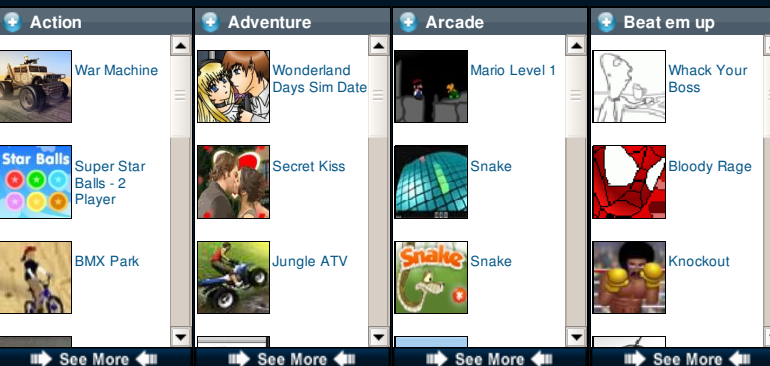 Action
War Machine
Star Balls
Super Star
Balls - 2
Player
BMX Park
See More
Adventure
Wonderland
Days Sim Date
Secret Kiss
Jungle ATV
See More
Arcade
Mario Level 1
Snake
Snake
Snake
See More
Beat em up
Whack Your
Boss
Bloody Rage
Knockout
See More